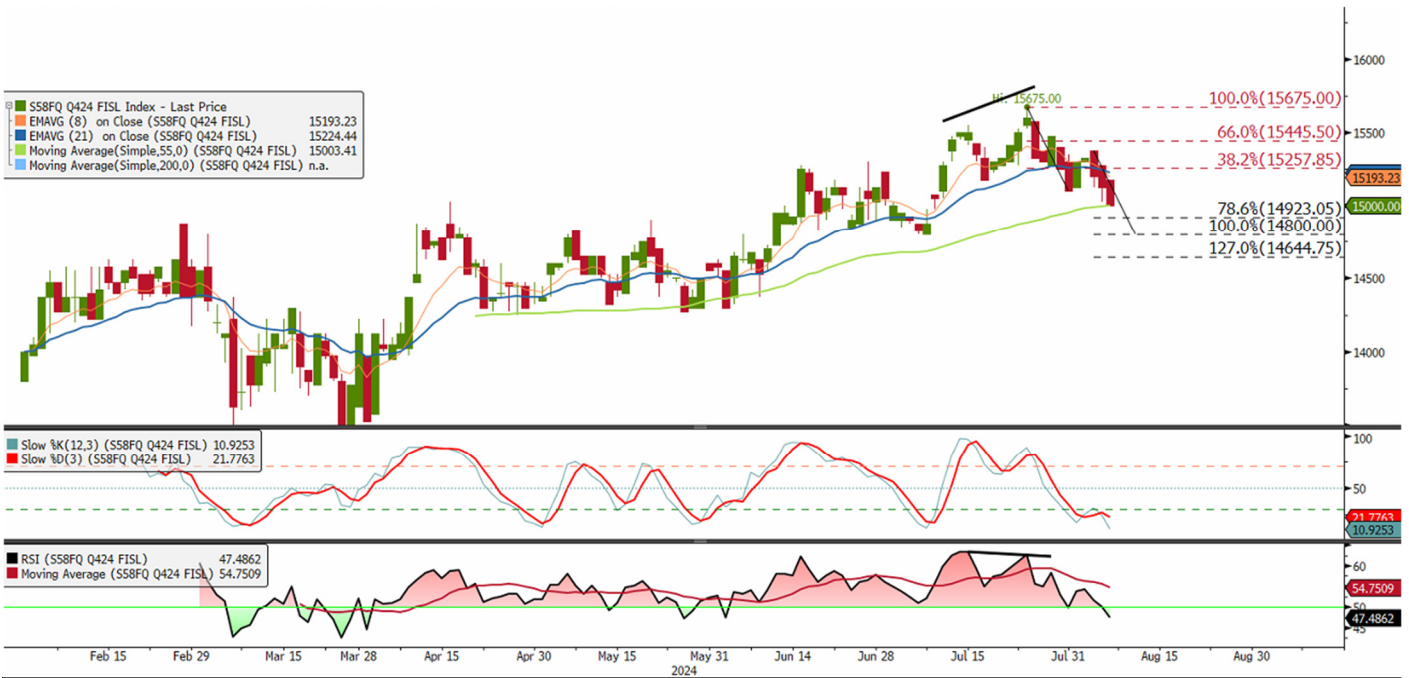 16000
Hi: 15675.00
100.0%(15675.00)
S58FQ Q424 FISL Index - Last Price
EMAVG (8) on Close (S58FQ Q424 FISL) 15193.23
EMAVG (21) on Close (S58FQ Q424 FISL) 15224.44
Moving Average(Simple,55,0) (S58FQ Q424 FISL) 15003.41
Moving Average(Simple,200,0) (S58FQ Q424 FISL) n.a.
15500
66.0%(15445.50)
38.2%(15257.85)
15193.23
15000.00
78.6%(14923.05)
100.0%(14800.00)
127.0%(14644.75)
14500
14000
Slow %K(12,3) (S58FQ Q424 FISL) 10.9253
Slow %D(3) (S58FQ Q424 FISL) 21.7763
100
50
21.7763
10.9253
RSI (S58FQ Q424 FISL) 47.4862
Moving Average (S58FQ Q424 FISL) 54.7509
60
54.7509
50
47.4862
45
Feb 15 Feb 29 Mar 15 Mar 28 Apr 15 Apr 30 May 15 May 31 Jun 14 Jun 28 Jul 15 Jul 31 Aug 15 Aug 30
2024